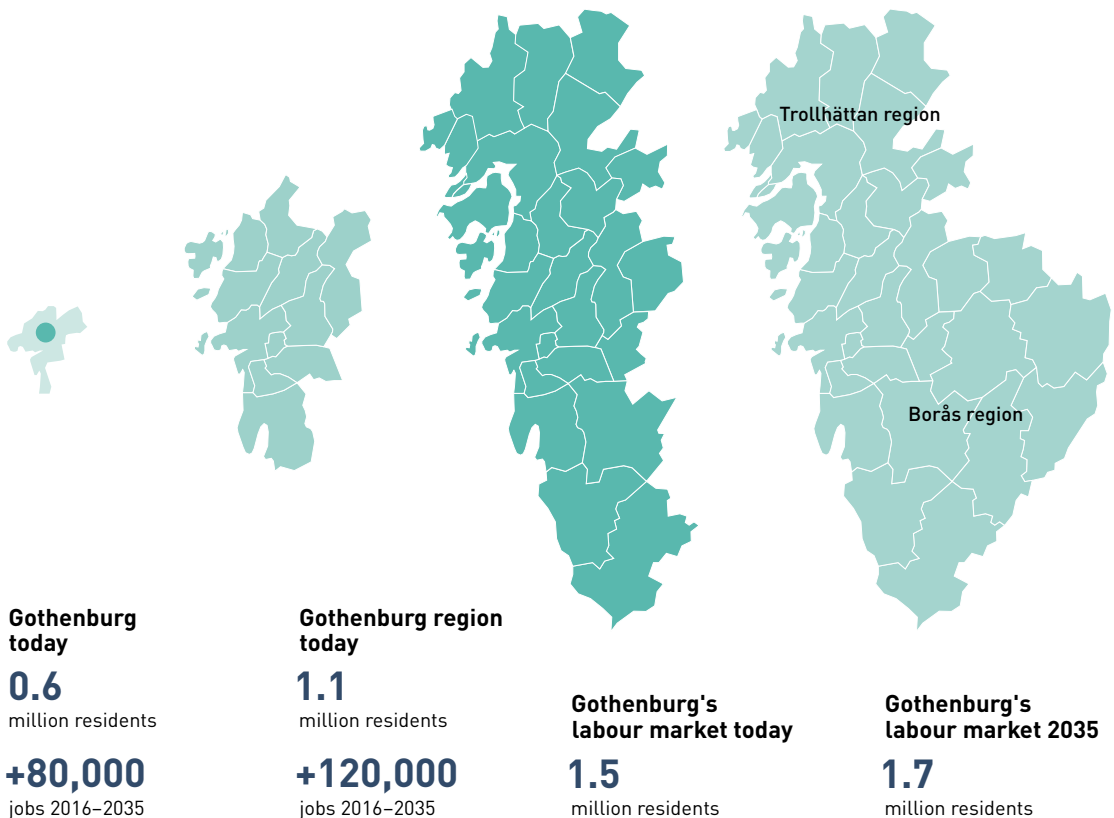 Trollhättan region
Borås region
Gothenburg
today
0.6
million residents
+80,000
jobs 2016–2035
Gothenburg region
today
1.1
million residents
+120,000
jobs 2016–2035
Gothenburg's
labour market today
1.5
million residents
Gothenburg's
labour market 2035
1.7
million residents